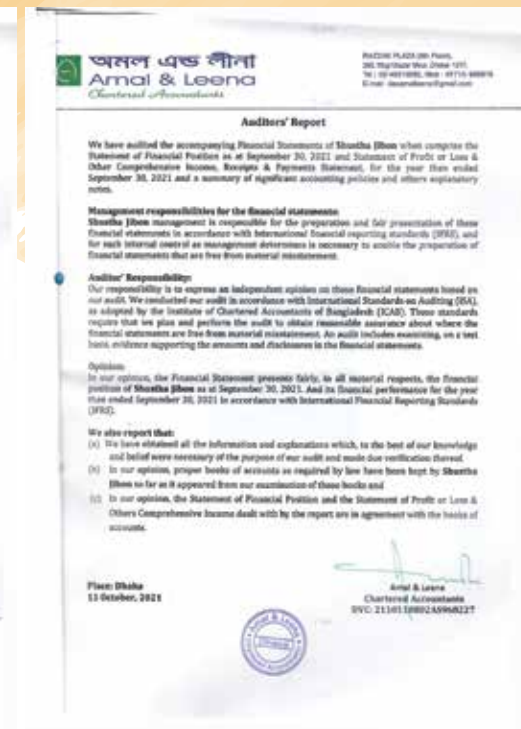 অমল এন্ড লীনা
Amal & Leena
Chartered Accountants
Auditors' Report
We have audited the accompanying Financial Statements of Shustha Jibon when comprise the
Statement of Financial Position as at September 30, 2021 and Statement of Profit or Loss &
Other Comprehensive Income, Receipts & Payments Statement, for the year then ended
September 30, 2021 and a summary of significant accounting policies and others explanatory
notes.
Management responsibilities for the financial statements:
Shustha Jibon management is responsible for the preparation and fair presentation of these
financial statements in accordance with International financial reporting standards (IFRS), and
for such internal control as management determines is necessary to enable the preparation of
financial statements that are free from material misstatement.
Auditor' Responsibility:
Our responsibility is to express an independent opinion on these financial statements based on
our audit. We conducted our audit in accordance with International Standards on Auditing (ISA),
as adopted by the Institute of Chartered Accountants of Bangladesh (ICAB). Those standards
require that we plan and perform the audit to obtain reasonable assurance about where the
financial statements are free from material misstatement. An audit includes examining, on a test
basis, evidence supporting the amounts and disclosures in the financial statements.
Opinion:
In our opinion, the Financial Statement presents fairly, in all material respects, the financial
position of Shustha Jibon as at September 30, 2021. And its financial performance for the year
then ended September 30, 2021 in accordance with International Financial Reporting Standards
(IFRS).
We also report that:
(a) We have obtained all the information and explanations which, to the best of our knowledge
and belief were necessary of the purpose of our audit and made due verification thereof.
(b) In our opinion, proper books of accounts as required by law have been kept by Shustha
Jibon so far as it appeared from our examination of those books and
(c) In our opinion, the Statement of Financial Position and the Statement of Profit or Loss &
Others Comprehensive Income dealt with by the report are in agreement with the books of
accounts.
Place: Dhaka
11 October, 2021
Amal & Leena
Chartered Accountants